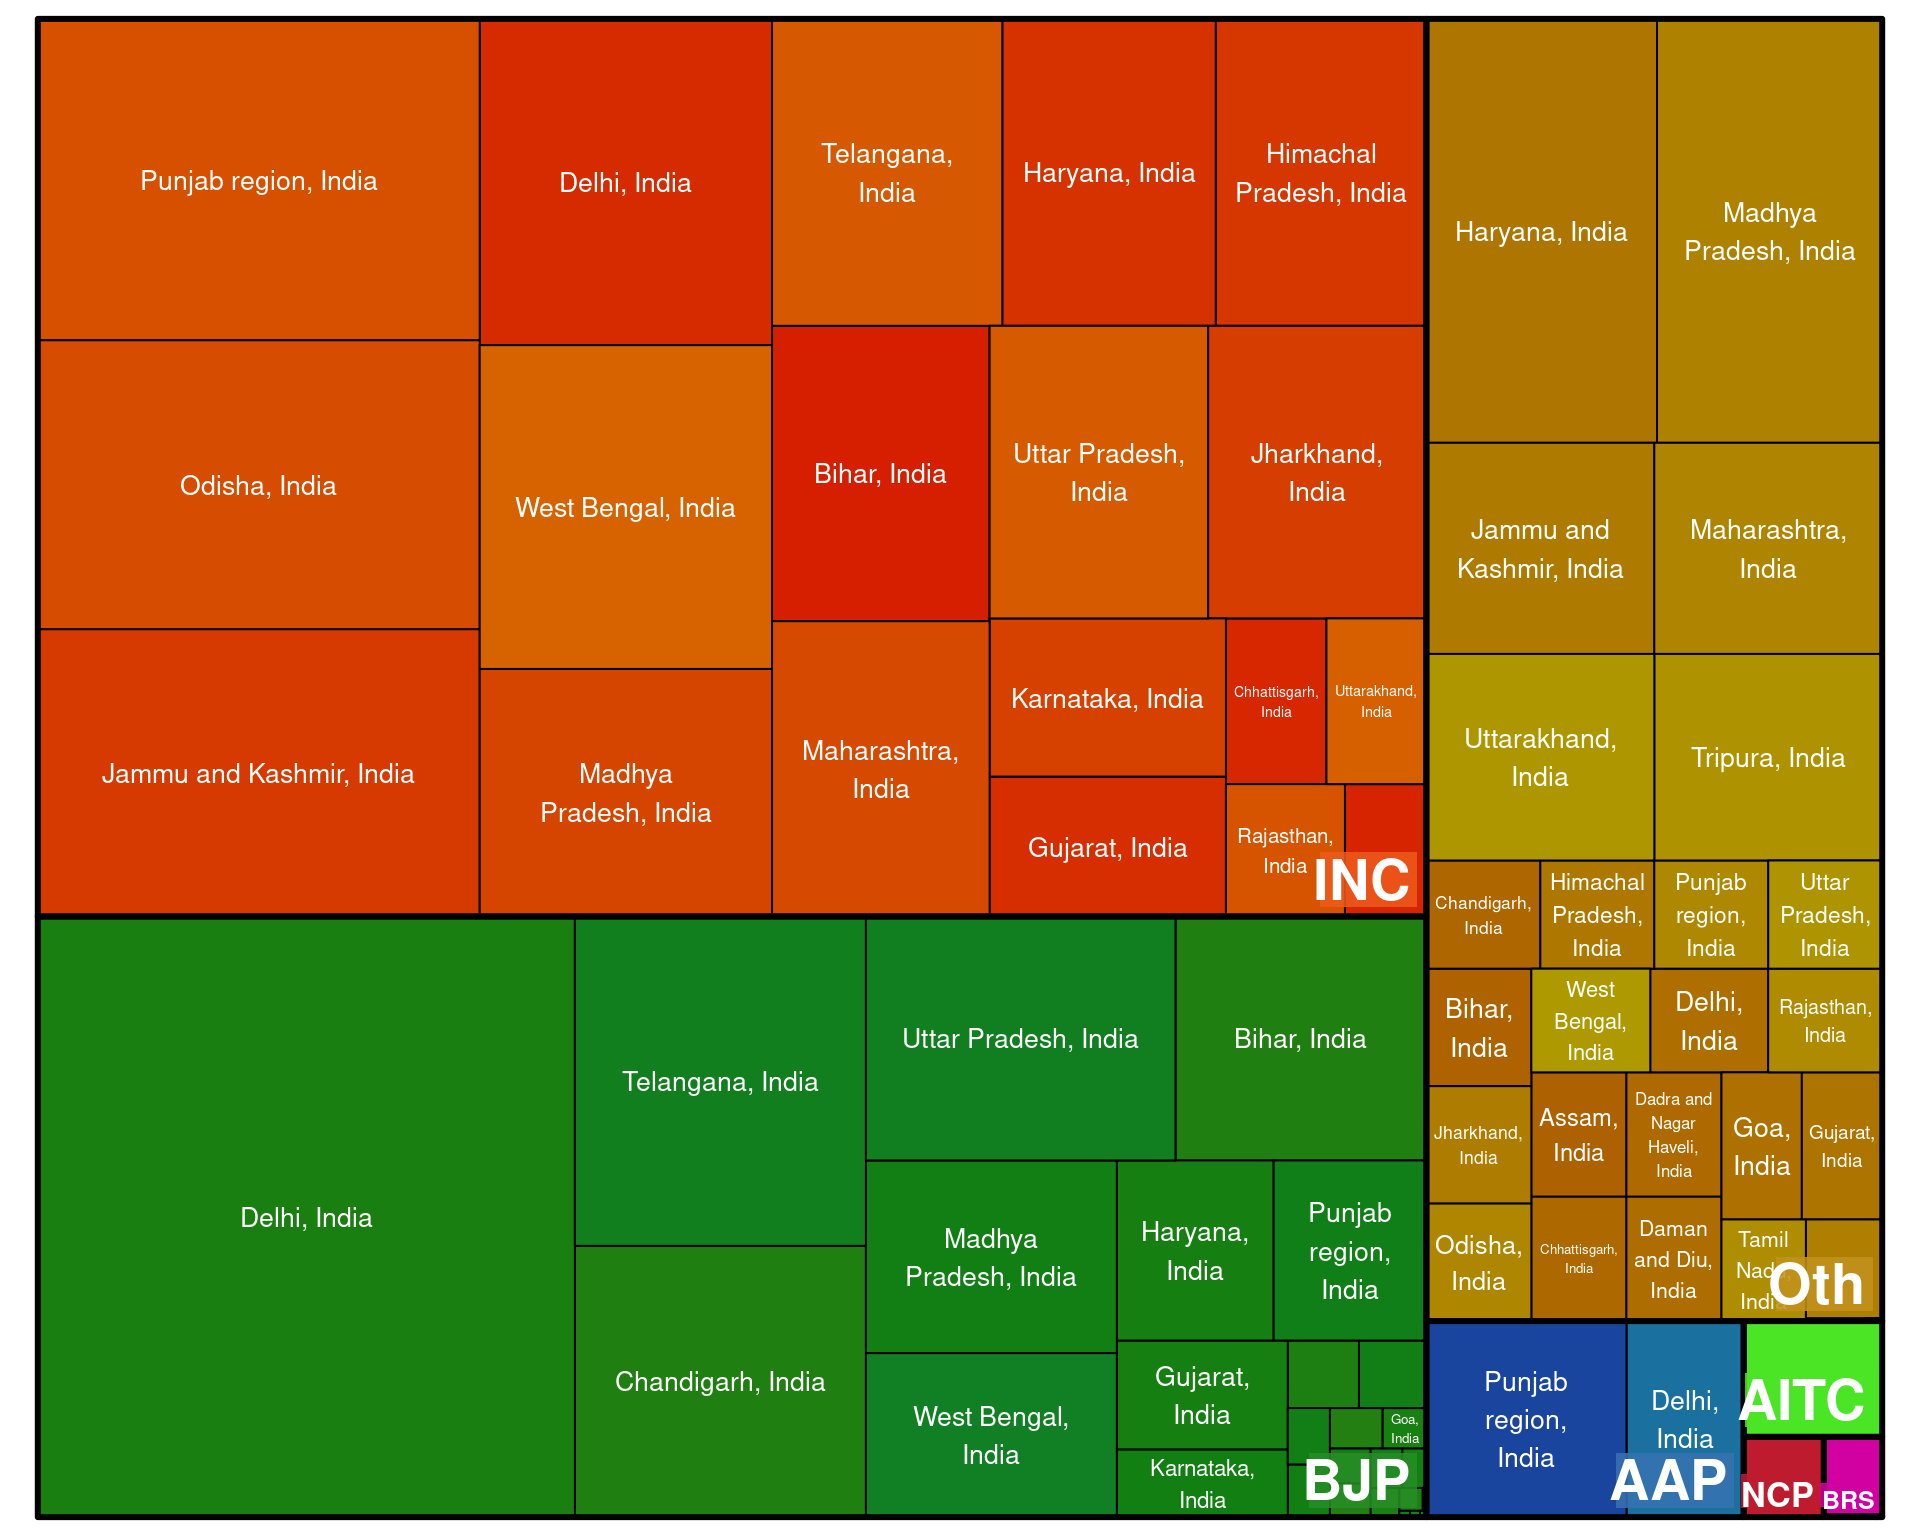 Punjab region, India
Delhi, India
Telangana,
India
Haryana, India
Himachal
Pradesh, India
Odisha, India
West Bengal, India
Bihar, India
Uttar Pradesh,
India
Jharkhand,
India
Jammu and Kashmir, India
Madhya
Pradesh, India
Maharashtra,
India
Karnataka, India
Chhattisgarh,
India
Uttarakhand,
India
Gujarat, India
Rajasthan,
India
INC
Delhi, India
Telangana, India
Chandigarh, India
Uttar Pradesh, India
Bihar, India
Madhya
Pradesh, India
Haryana,
India
Punjab
region,
India
West Bengal,
India
Gujarat,
India
Karnataka,
India
Goa,
India
BJP
Haryana, India
Madhya
Pradesh, India
Jammu and
Kashmir, India
Maharashtra,
India
Uttarakhand,
India
Tripura, India
Chandigarh,
India
Himachal
Pradesh,
India
Punjab
region,
India
Uttar
Pradesh,
India
Bihar,
India
West
Bengal,
India
Delhi,
India
Rajasthan,
India
Jharkhand,
India
Assam,
India
Dadra and
Nagar
Haveli,
India
Goa,
India
Gujarat,
India
Odisha,
India
Chhattisgarh,
India
Daman
and Diu,
India
Tamil
Nadu,
India
Oth
Punjab
region,
India
Delhi,
India
AAP
AITC
NCP
BRS